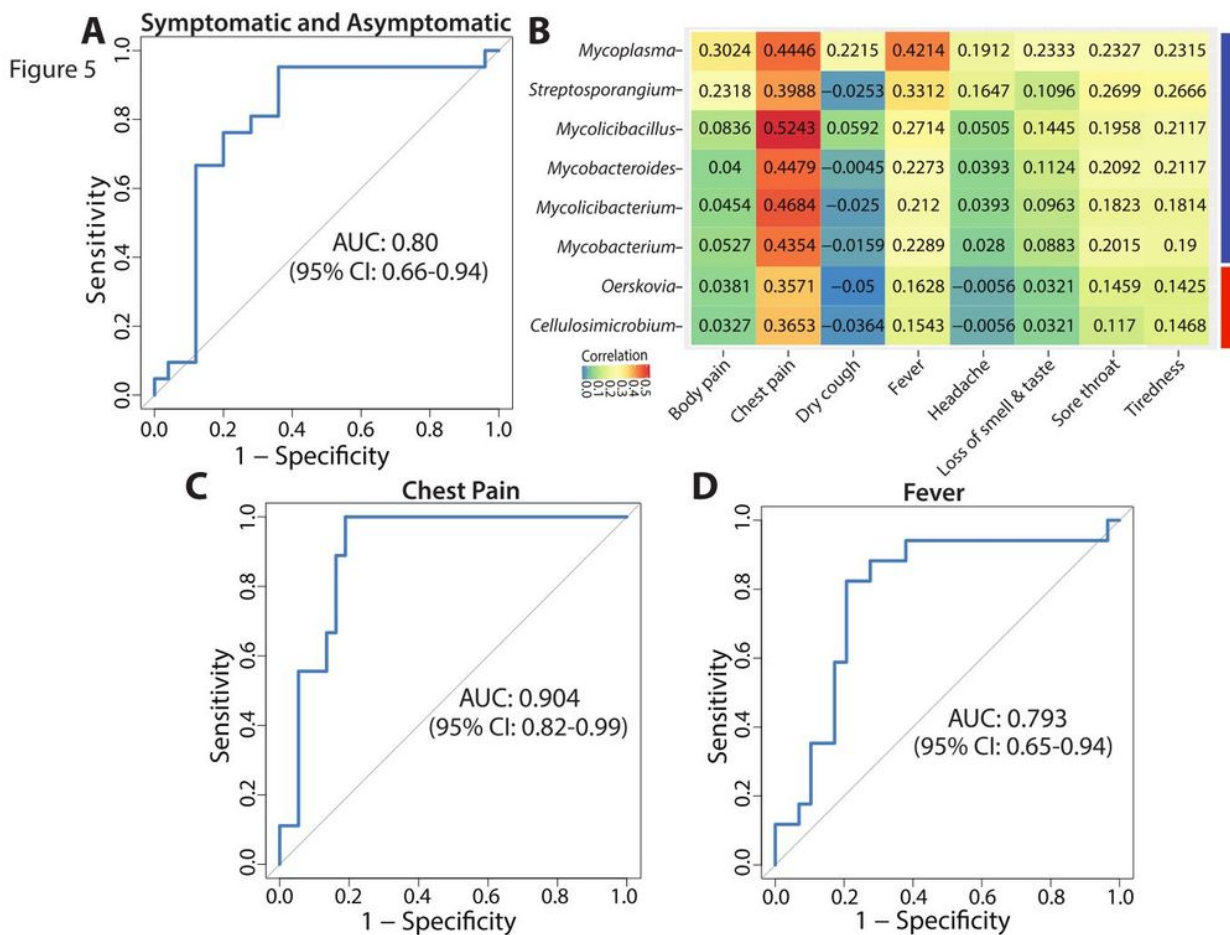 Figure 5
A
Symptomatic and Asymptomatic
Sensitivity
0.0 0.2 0.4 0.6 0.8 1.0
AUC: 0.80
(95% CI: 0.66-0.94)
0.0 0.2 0.4 0.6 0.8 1.0
1 − Specificity
B
Mycoplasma 0.3024 0.4446 0.2215 0.4214 0.1912 0.2333 0.2327 0.2315
Streptosporangium 0.2318 0.3988 −0.0253 0.3312 0.1647 0.1096 0.2699 0.2666
Mycolicibacillus 0.0836 0.5243 0.0592 0.2714 0.0505 0.1445 0.1958 0.2117
Mycobacteroides 0.04 0.4479 −0.0045 0.2273 0.0393 0.1124 0.2092 0.2117
Mycolicibacterium 0.0454 0.4684 −0.025 0.212 0.0393 0.0963 0.1823 0.1814
Mycobacterium 0.0527 0.4354 −0.0159 0.2289 0.028 0.0883 0.2015 0.19
Oerskovia 0.0381 0.3571 −0.05 0.1628 −0.0056 0.0321 0.1459 0.1425
Cellulosimicrobium 0.0327 0.3653 −0.0364 0.1543 −0.0056 0.0321 0.117 0.1468
Correlation
0.0 0.1 0.2 0.3 0.4 0.5
Body pain
Chest pain
Dry cough
Fever
Headache
Loss of smell & taste
Sore throat
Tiredness
C
Chest Pain
Sensitivity
0.0 0.2 0.4 0.6 0.8 1.0
AUC: 0.904
(95% CI: 0.82-0.99)
0.0 0.2 0.4 0.6 0.8 1.0
1 − Specificity
D
Fever
Sensitivity
0.0 0.2 0.4 0.6 0.8 1.0
AUC: 0.793
(95% CI: 0.65-0.94)
0.0 0.2 0.4 0.6 0.8 1.0
1 − Specificity